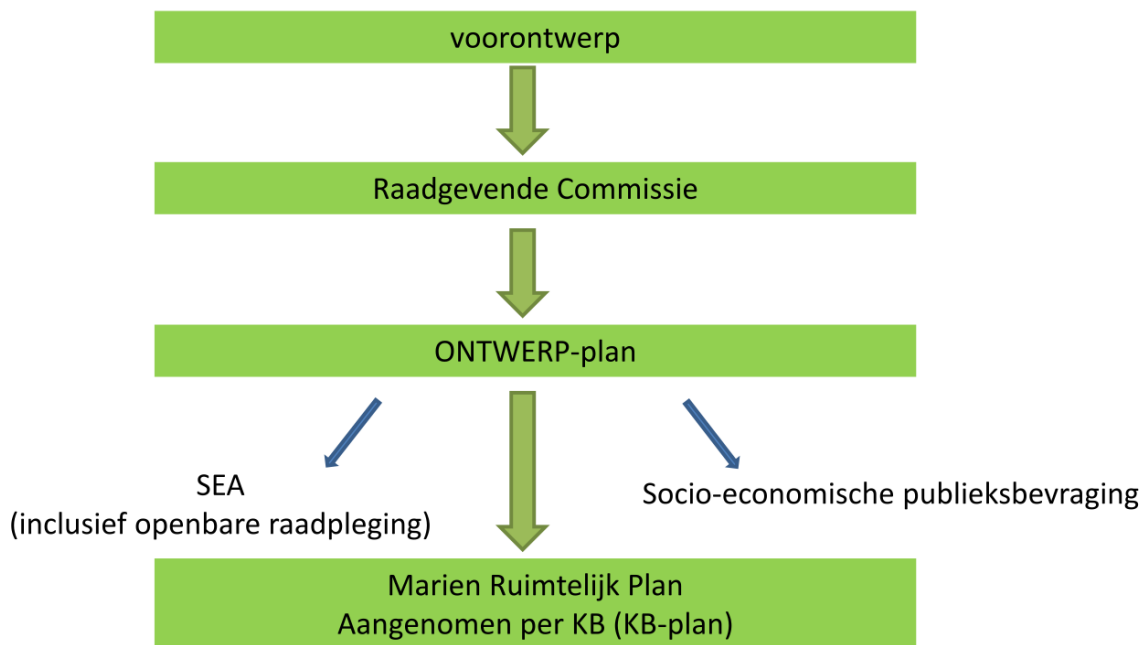 voorontwerp
Raadgevende Commissie
ONTWERP-plan
SEA
(inclusief openbare raadpleging)
Socio-economische publieksbevraging
Marien Ruimtelijk Plan
Aangenomen per KB (KB-plan)